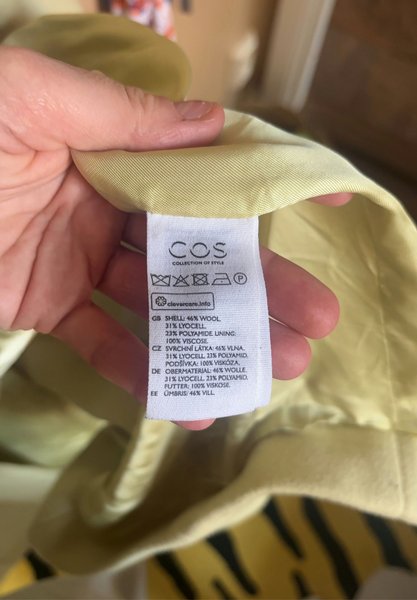 COS
COLLECTION OF STYLE
P
clevercare.info
GB SHELL: 46% WOOL,
31% LYOCELL,
23% POLYAMIDE LINING:
100% VISCOSE.
CZ SVRCHNÍ LÁTKA: 46% VLNA,
31% LYOCELL, 23% POLYAMID,
PODŠÍVKA: 100% VISKÓZA.
DE OBERMATERIAL: 46% WOLLE,
31% LYOCELL, 23% POLYAMID,
FUTTER: 100% VISKOSE.
EE ÜMBRIS: 46% VILL,